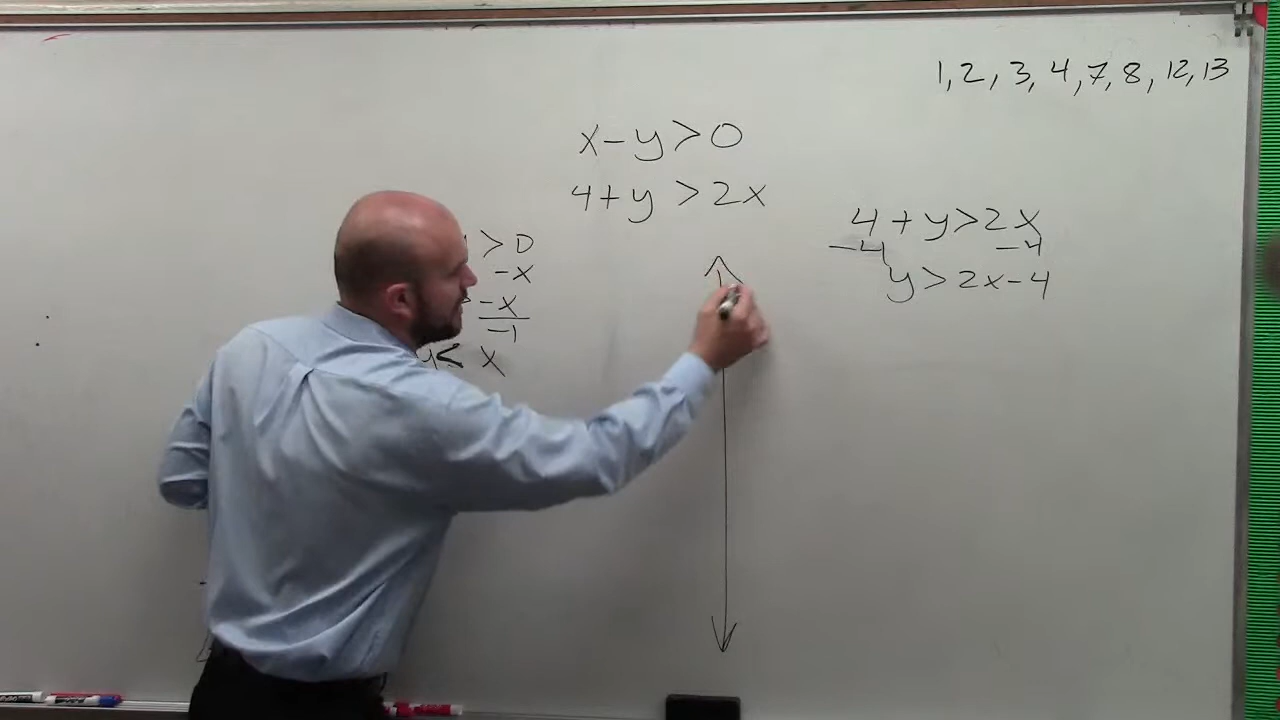 1, 2, 3, 4, 7, 8, 12, 13
x - y > 0
4 + y > 2x
> 0
-x
-x
-1
y < x
4 + y > 2x
-4 -4
y > 2x - 4